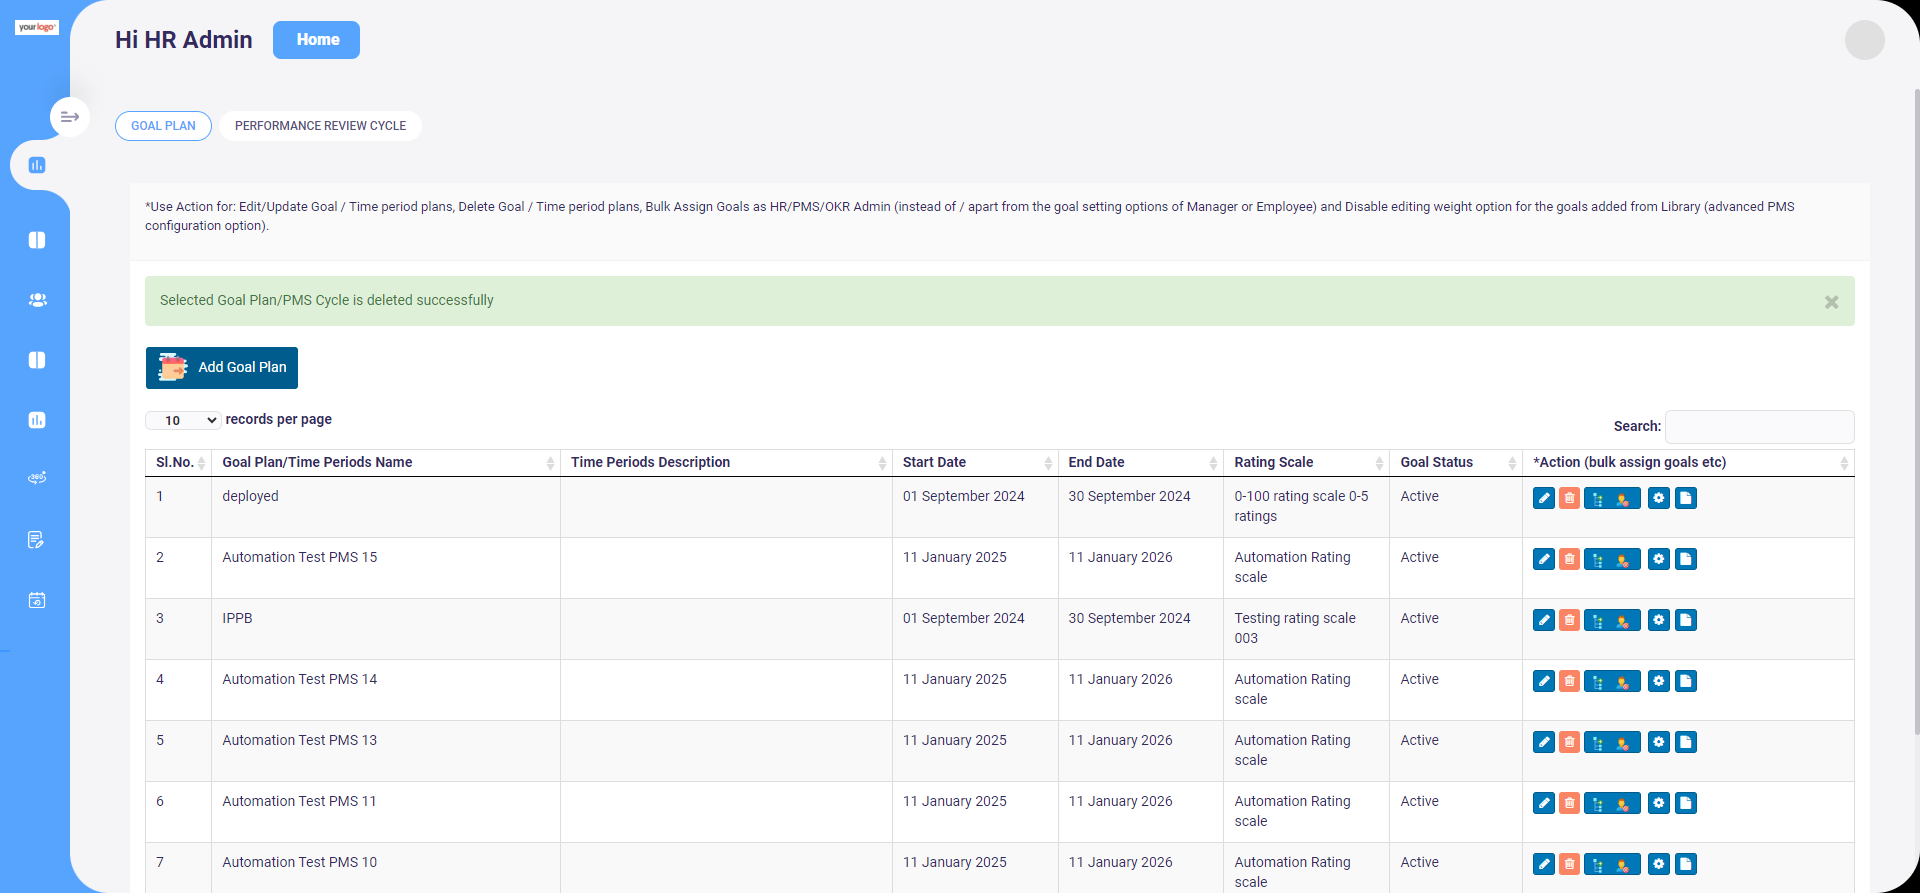 yourlogo
Hi HR Admin
Home
GOAL PLAN
PERFORMANCE REVIEW CYCLE
*Use Action for: Edit/Update Goal / Time period plans, Delete Goal / Time period plans, Bulk Assign Goals as HR/PMS/OKR Admin (instead of / apart from the goal setting options of Manager or Employee) and Disable editing weight option for the goals added from Library (advanced PMS
configuration option).
Selected Goal Plan/PMS Cycle is deleted successfully
Add Goal Plan
10 records per page
Search:
Sl.No. Goal Plan/Time Periods Name Time Periods Description Start Date End Date Rating Scale Goal Status *Action (bulk assign goals etc)
1 deployed 01 September 2024 30 September 2024 0-100 rating scale 0-5 Active
ratings
2 Automation Test PMS 15 11 January 2025 11 January 2026 Automation Rating Active
scale
3 IPPB 01 September 2024 30 September 2024 Testing rating scale Active
003
4 Automation Test PMS 14 11 January 2025 11 January 2026 Automation Rating Active
scale
5 Automation Test PMS 13 11 January 2025 11 January 2026 Automation Rating Active
scale
6 Automation Test PMS 11 11 January 2025 11 January 2026 Automation Rating Active
scale
7 Automation Test PMS 10 11 January 2025 11 January 2026 Automation Rating Active
scale
360°